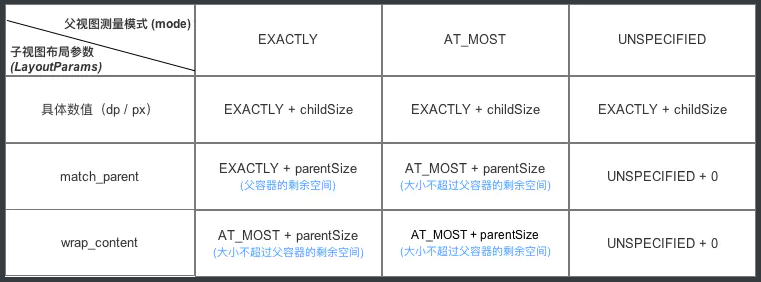 父视图测量模式 (mode)
子视图布局参数
(LayoutParams)
EXACTLY
AT_MOST
UNSPECIFIED
具体数值（dp / px）
EXACTLY + childSize
EXACTLY + childSize
EXACTLY + childSize
match_parent
EXACTLY + parentSize
(父容器的剩余空间)
AT_MOST + parentSize
(大小不超过父容器的剩余空间)
UNSPECIFIED + 0
wrap_content
AT_MOST + parentSize
(大小不超过父容器的剩余空间)
AT_MOST + parentSize
(大小不超过父容器的剩余空间)
UNSPECIFIED + 0